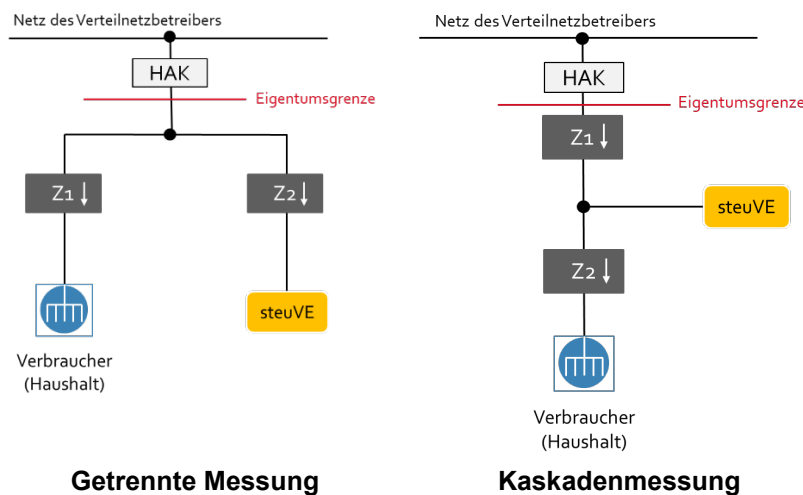 Netz des Verteilnetzbetreibers
HAK
Eigentumsgrenze
Z1 ↓
Z2 ↓
steuVE
Verbraucher
(Haushalt)
Getrennte Messung
Netz des Verteilnetzbetreibers
HAK
Eigentumsgrenze
Z1 ↓
steuVE
Z2 ↓
Verbraucher
(Haushalt)
Kaskadenmessung